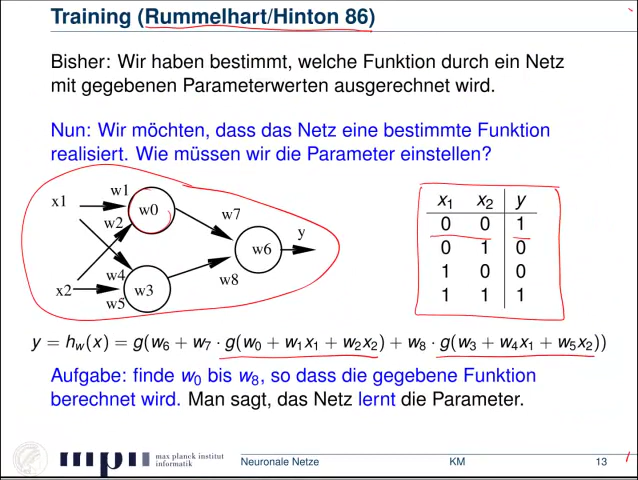 Training (Rummelhart/Hinton 86)
Bisher: Wir haben bestimmt, welche Funktion durch ein Netz
mit gegebenen Parameterwerten ausgerechnet wird.
Nun: Wir möchten, dass das Netz eine bestimmte Funktion
realisiert. Wie müssen wir die Parameter einstellen?
x1 w1 w0 w2 w7
x2 w4 w5 w3 w8 w6 y
x₁ x₂ y
0 0 1
0 1 0
1 0 0
1 1 1
y = h_w(x) = g(w₆ + w₇ · g(w₀ + w₁x₁ + w₂x₂) + w₈ · g(w₃ + w₄x₁ + w₅x₂))
Aufgabe: finde w₀ bis w₈, so dass die gegebene Funktion
berechnet wird. Man sagt, das Netz lernt die Parameter.
mpi max planck institut
informatik
Neuronale Netze KM 13